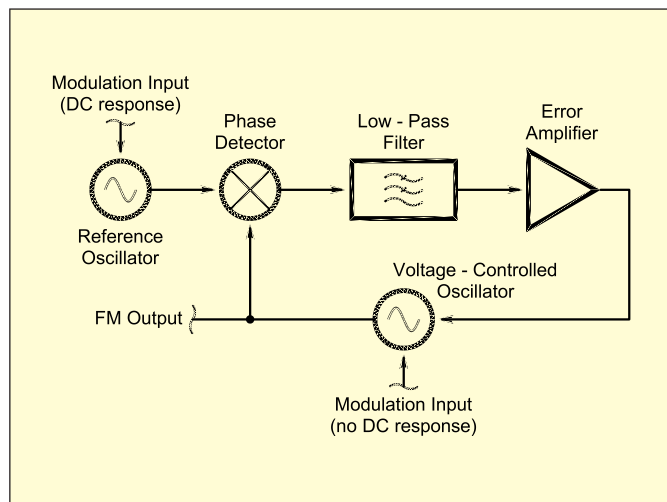 Modulation Input
(DC response)
Phase
Detector
Low - Pass
Filter
Error
Amplifier
Reference
Oscillator
Voltage - Controlled
Oscillator
FM Output
Modulation Input
(no DC response)